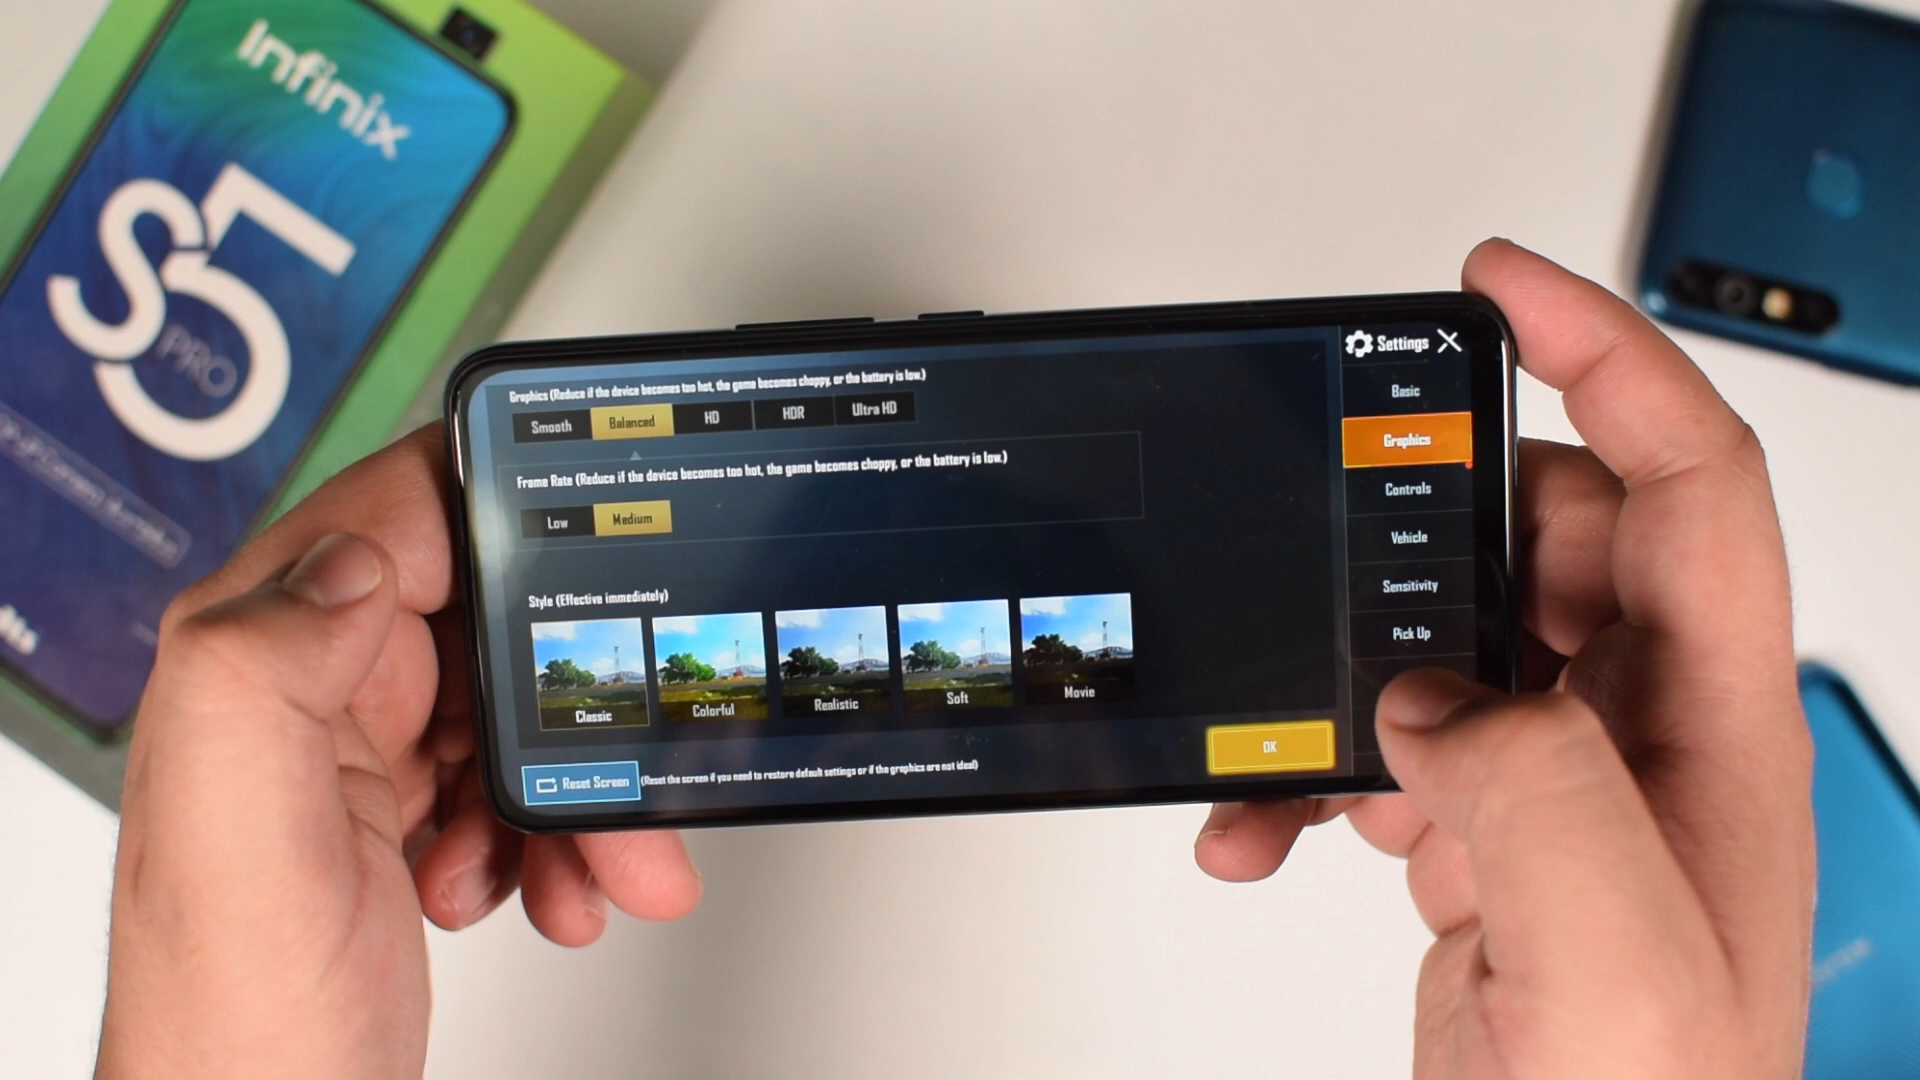 Infinix
S5
PRO
Settings
Graphics (Reduce if the device becomes too hot, the game becomes choppy, or the battery is low.)
Smooth Balanced HD HDR Ultra HD
Frame Rate (Reduce if the device becomes too hot, the game becomes choppy, or the battery is low.)
Low Medium
Style (Effective immediately)
Classic Colorful Realistic Soft Movie
Reset Screen (Reset the screen if you need to restore default settings or if the graphics are not ideal)
OK
Basic
Graphics
Controls
Vehicle
Sensitivity
Pick Up